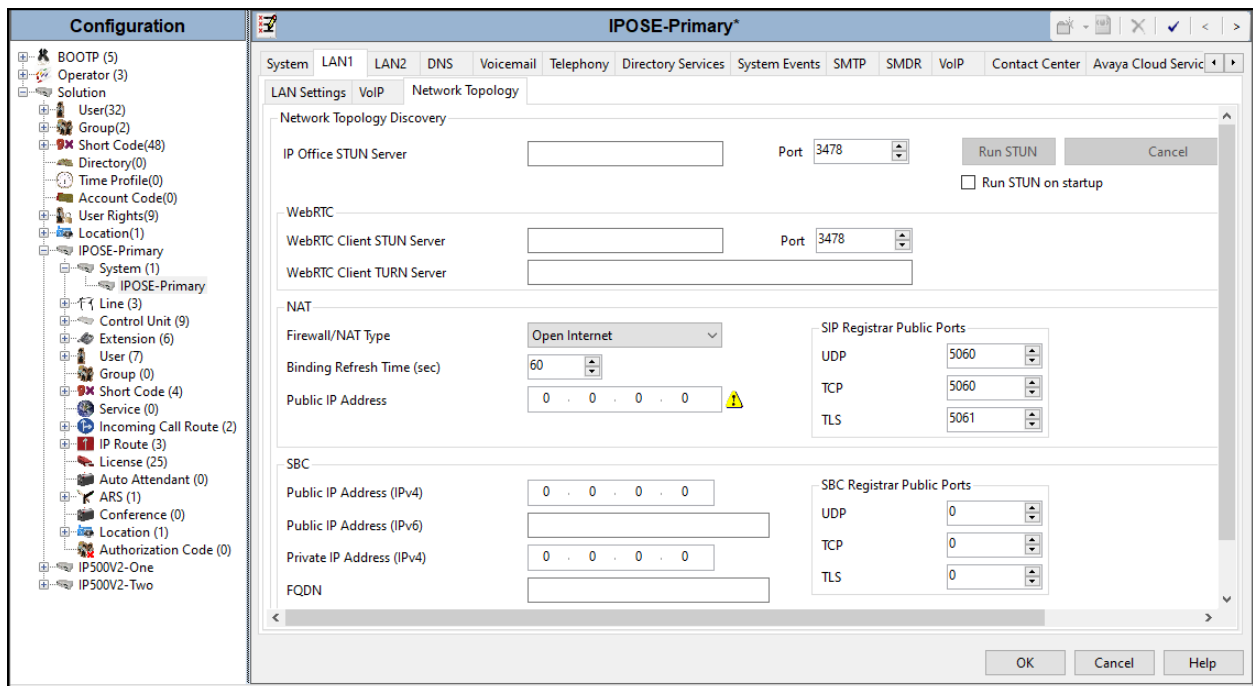 Configuration
IPOSE-Primary*
BOOTP (5)
Operator (3)
Solution
User(32)
Group(2)
Short Code(48)
Directory(0)
Time Profile(0)
Account Code(0)
User Rights(9)
Location(1)
IPOSE-Primary
System (1)
IPOSE-Primary
Line (3)
Control Unit (9)
Extension (6)
User (7)
Group (0)
Short Code (4)
Service (0)
Incoming Call Route (2)
IP Route (3)
License (25)
Auto Attendant (0)
ARS (1)
Conference (0)
Location (1)
Authorization Code (0)
IP500V2-One
IP500V2-Two
System LAN1 LAN2 DNS Voicemail Telephony Directory Services System Events SMTP SMDR VoIP Contact Center Avaya Cloud Servic
LAN Settings VoIP Network Topology
Network Topology Discovery
IP Office STUN Server Port 3478 Run STUN Cancel
Run STUN on startup
WebRTC
WebRTC Client STUN Server Port 3478
WebRTC Client TURN Server
NAT
Firewall/NAT Type Open Internet
Binding Refresh Time (sec) 60
Public IP Address 0 . 0 . 0 . 0
SIP Registrar Public Ports
UDP 5060
TCP 5060
TLS 5061
SBC
Public IP Address (IPv4) 0 . 0 . 0 . 0
Public IP Address (IPv6)
Private IP Address (IPv4) 0 . 0 . 0 . 0
FQDN
SBC Registrar Public Ports
UDP 0
TCP 0
TLS 0
OK Cancel Help